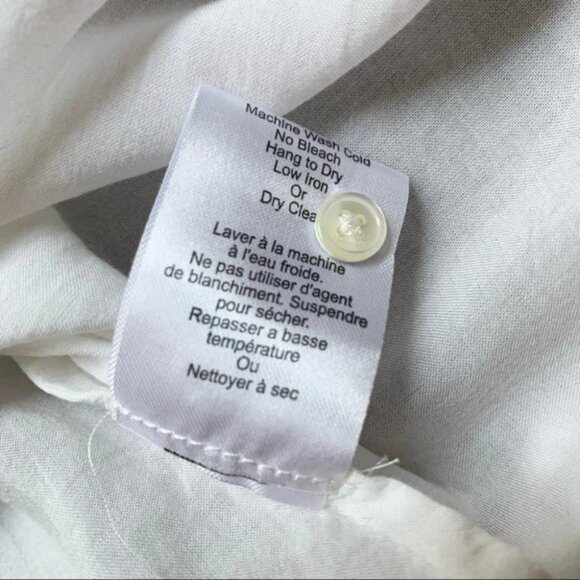 Machine Wash Cold
No Bleach
Hang to Dry
Low Iron
Or
Dry Clea
Laver à la machine
à l'eau froide.
Ne pas utiliser d'agent
de blanchiment. Suspendre
pour sécher.
Repasser a basse
température
Ou
Nettoyer à sec